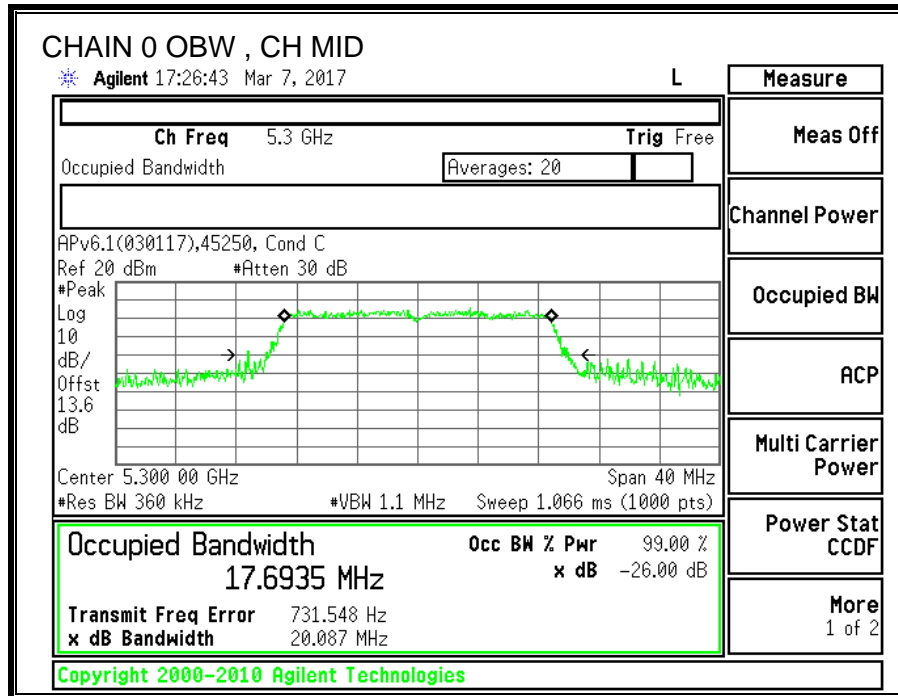 CHAIN 0 OBW , CH MID
Agilent 17:26:43 Mar 7, 2017 L
Measure
Ch Freq 5.3 GHz Trig Free
Meas Off
Occupied Bandwidth Averages: 20
Channel Power
APv6.1(030117),45250, Cond C
Ref 20 dBm #Atten 30 dB
#Peak
Log
10
dB/
Offst
13.6
dB
Occupied BW
ACP
Center 5.300 00 GHz Span 40 MHz
#Res BW 360 kHz #VBW 1.1 MHz Sweep 1.066 ms (1000 pts)
Multi Carrier
Power
Occupied Bandwidth Occ BW % Pwr 99.00 %
17.6935 MHz x dB -26.00 dB
Power Stat
CCDF
Transmit Freq Error 731.548 Hz
x dB Bandwidth 20.087 MHz
More
1 of 2
Copyright 2000-2010 Agilent Technologies